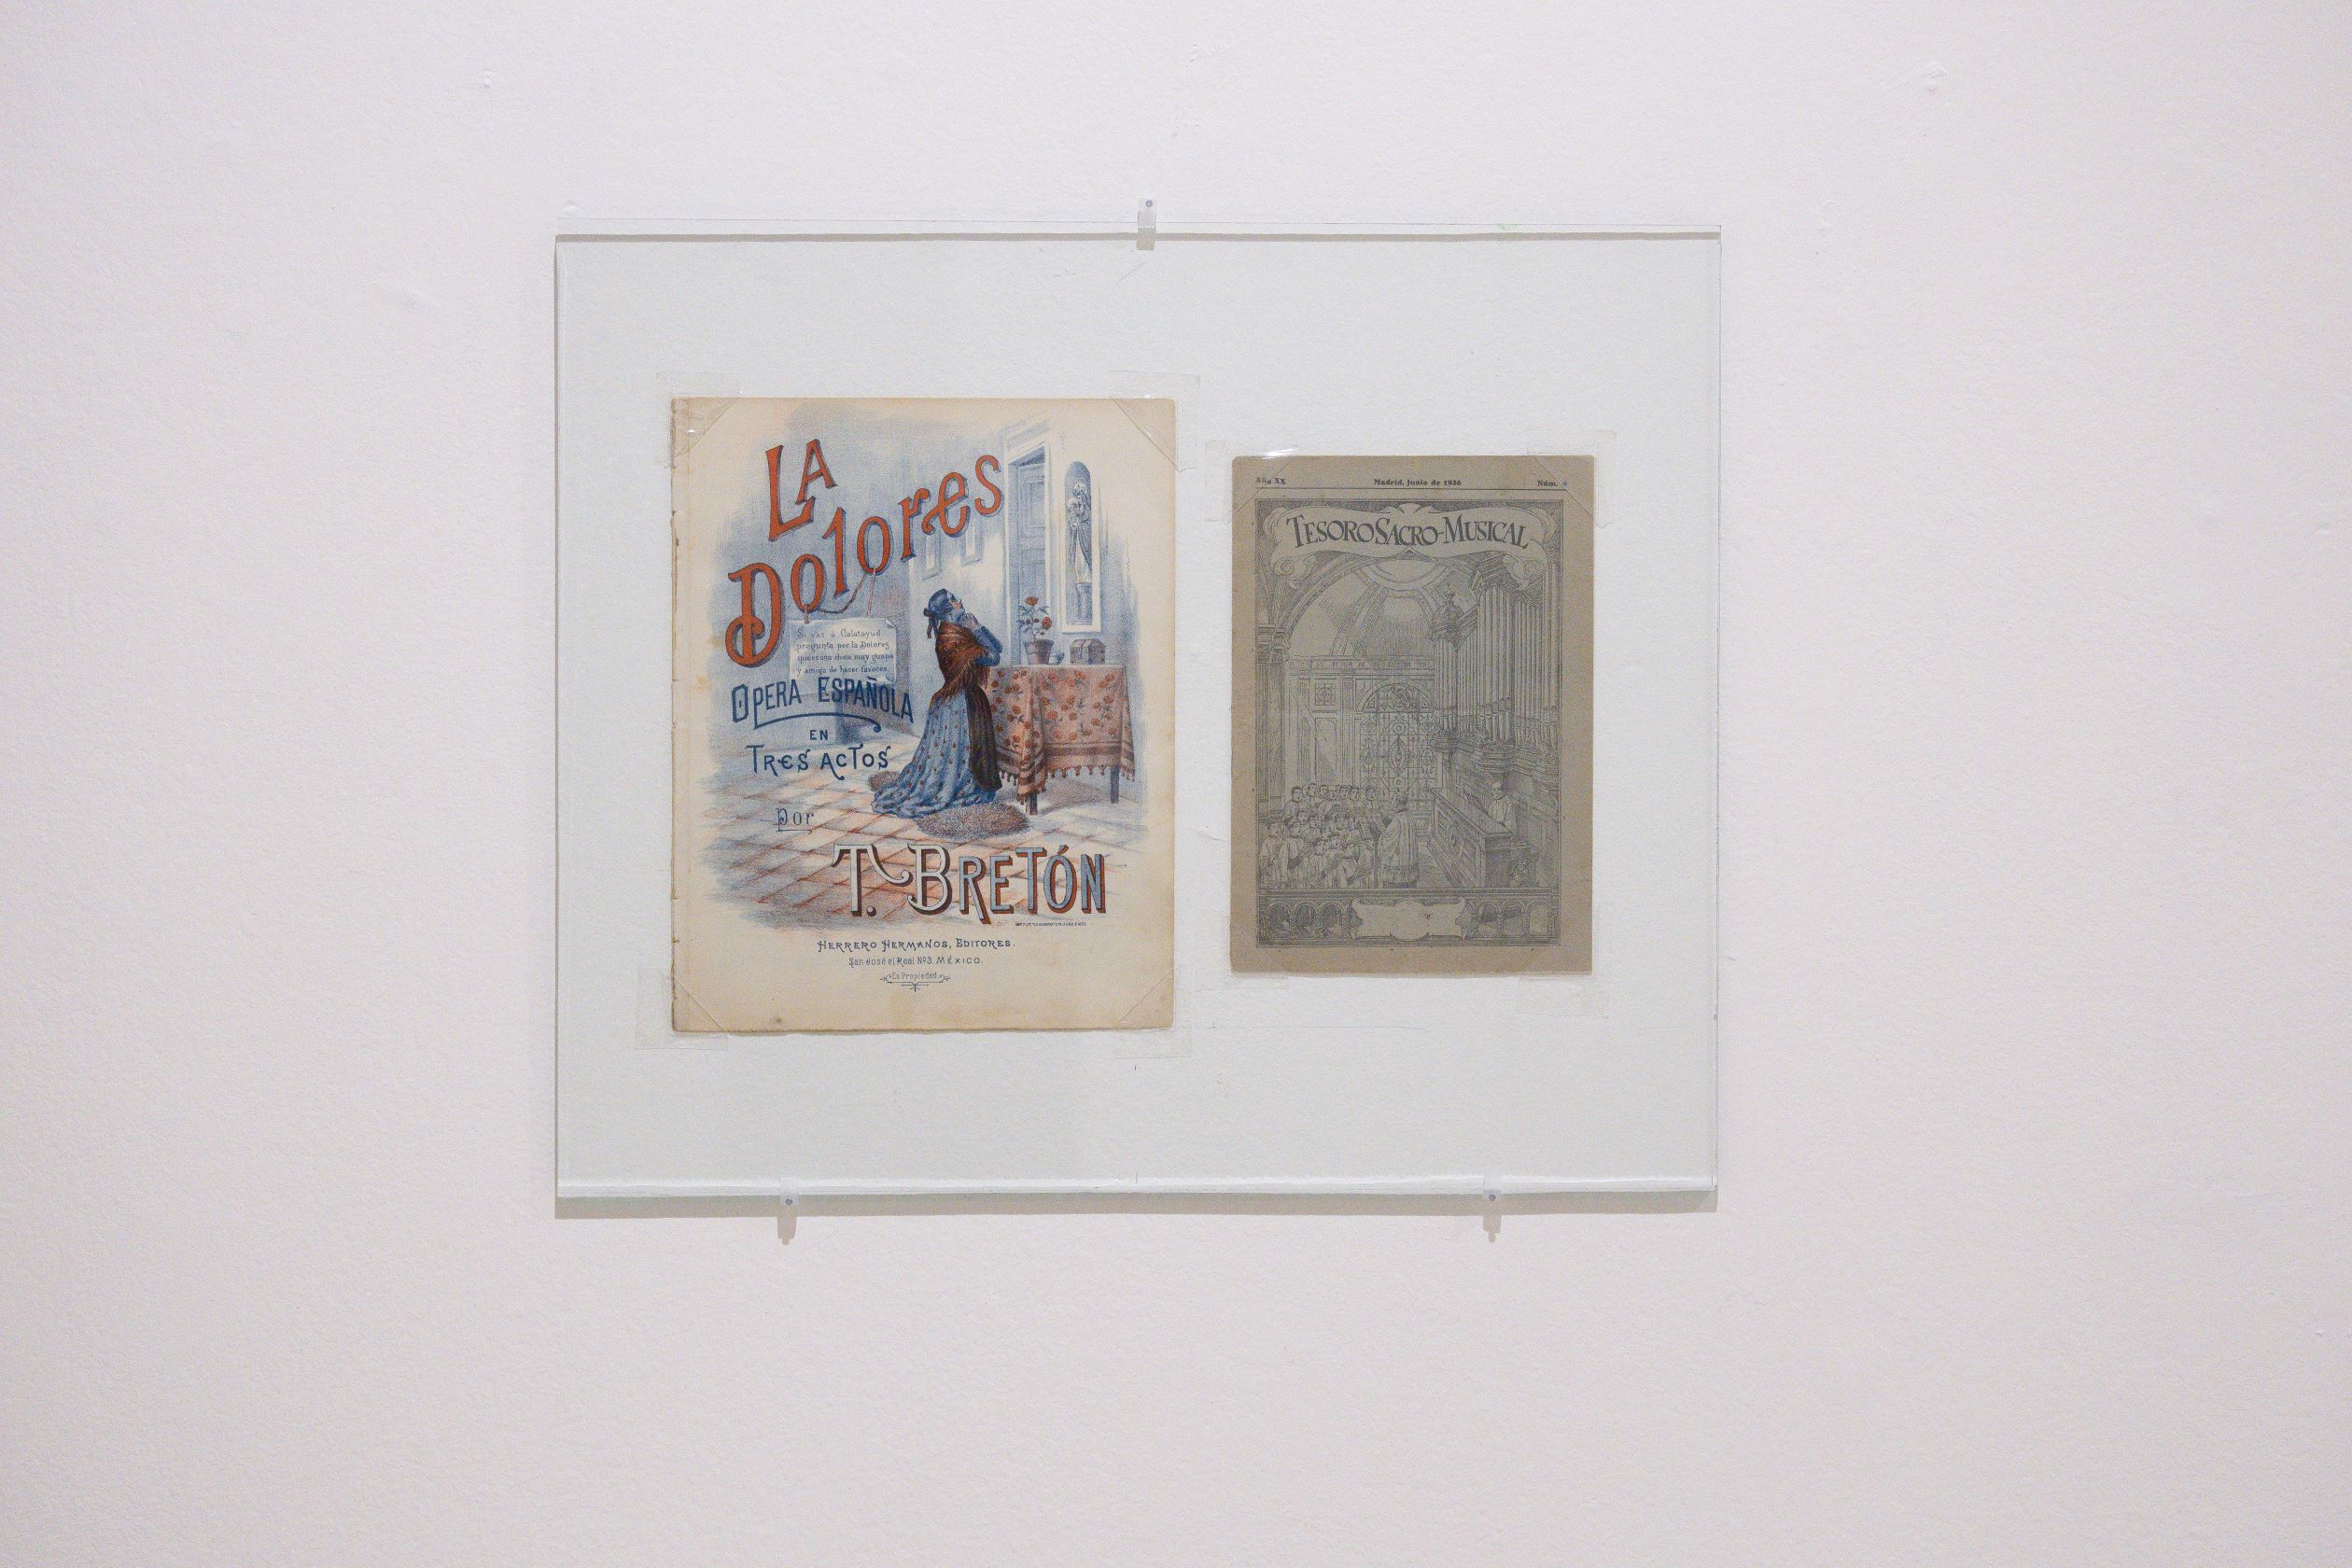 LA
Dolores
Si vas á Calatayud
pregunta por la Dolores
que es una chica muy guapa
y amiga de hacer favores.
OPERA ESPAÑOLA
EN
TRES ACTOS
por
T. BRETÓN
HERRERO HERMANOS, EDITORES.
San José el Real Nº3. MÉXICO.
Es Propiedad.
Año XX Madrid, junio de 1936 Núm. 6
TESORO SACRO-MUSICAL